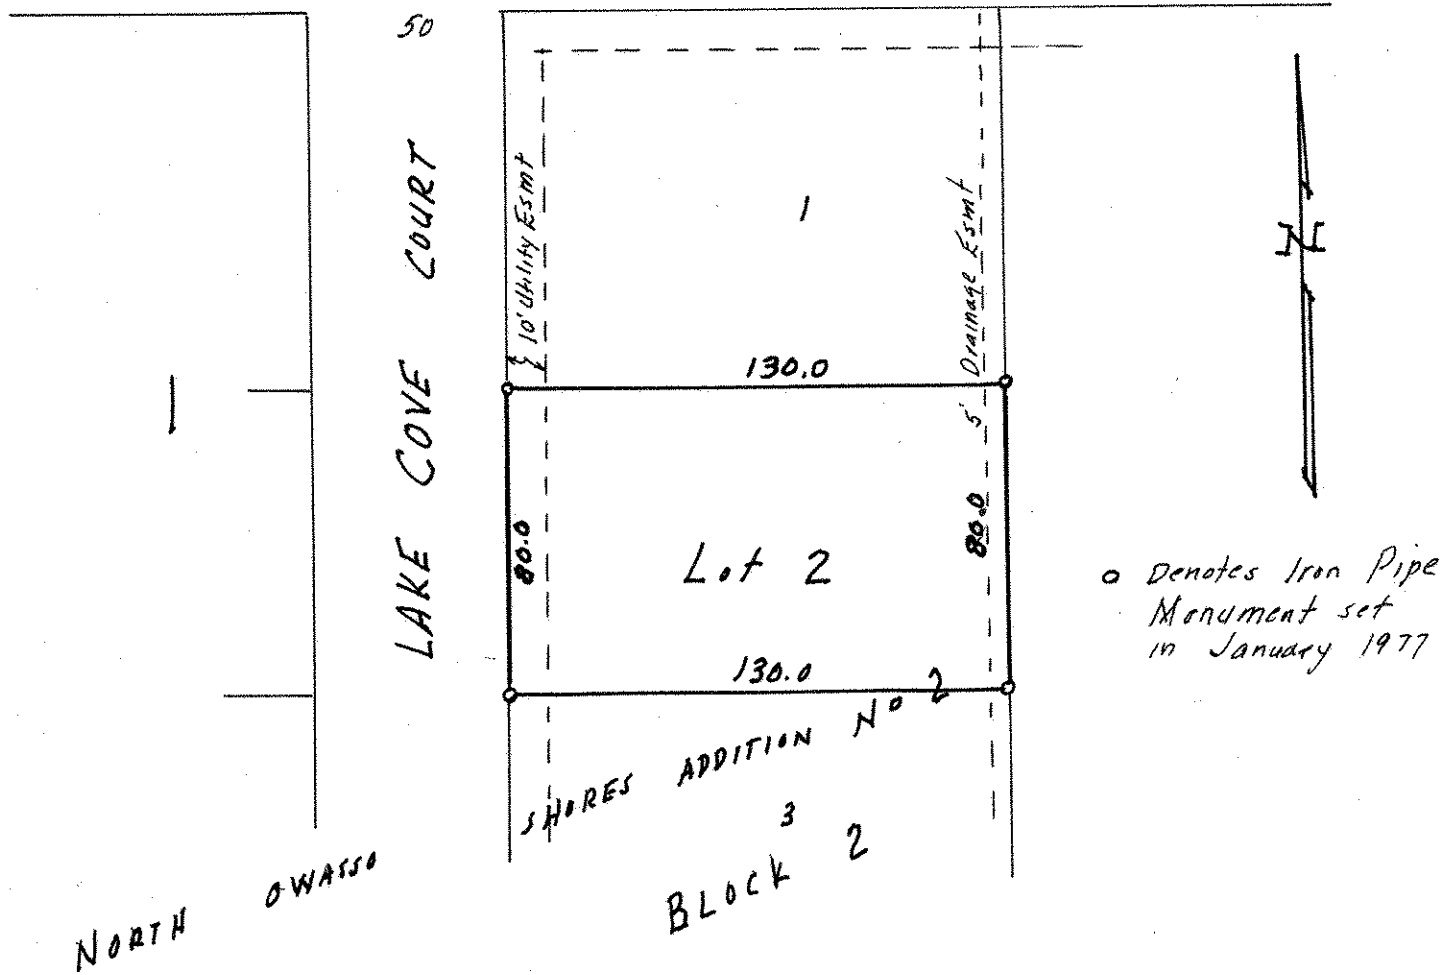 50
LAKE COVE COURT
10' Utility Esmt
1
5' Drainage Esmt
N
1
130.0
80.0
Lot 2
80.0
130.0
o Denotes Iron Pipe
Monument set
in January 1977
NORTH OWASSO SHORES ADDITION No 2
3
BLOCK 2